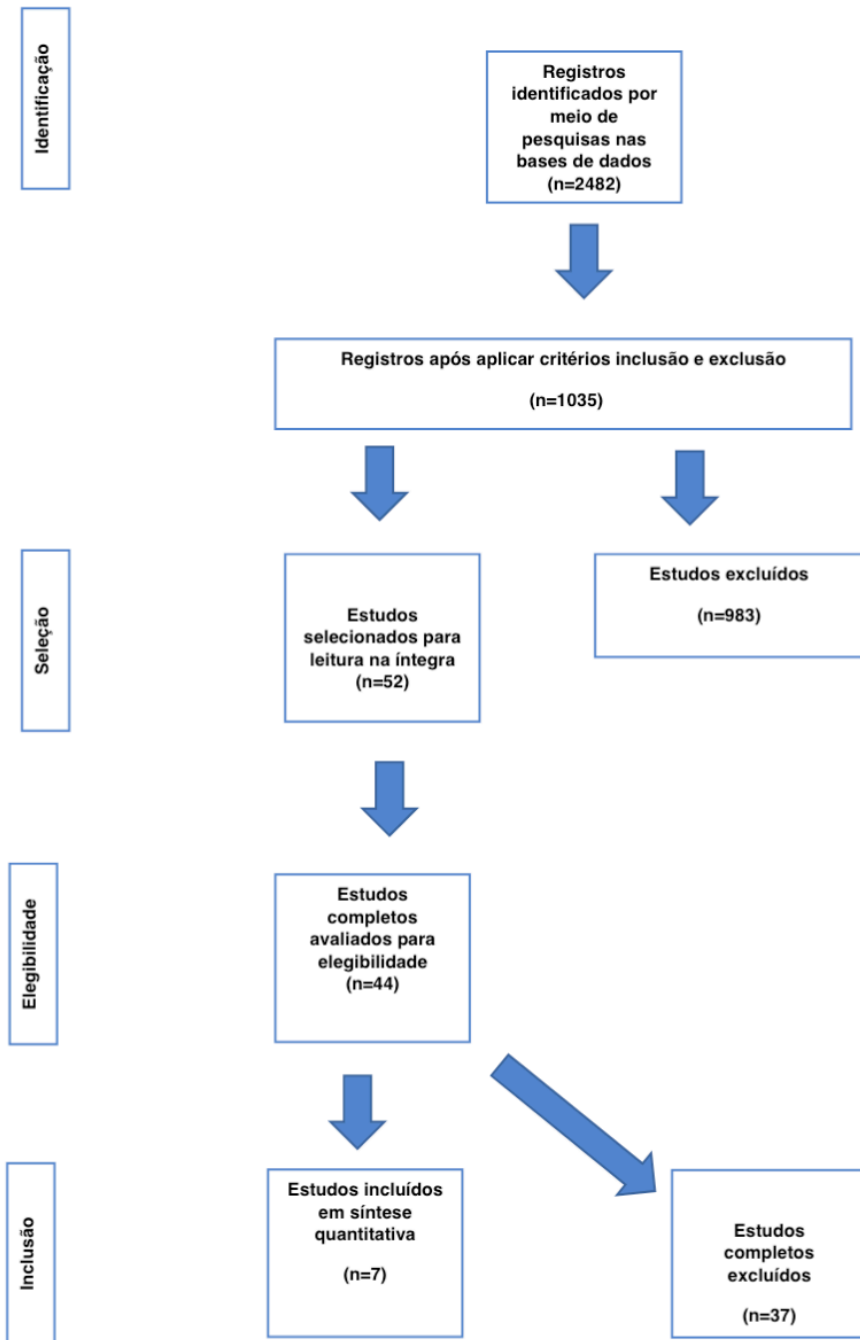 Identificação
Registros
identificados por
meio de
pesquisas nas
bases de dados
(n=2482)
Registros após aplicar critérios inclusão e exclusão
(n=1035)
Seleção
Estudos
selecionados para
leitura na íntegra
(n=52)
Estudos excluídos
(n=983)
Elegibilidade
Estudos
completos
avaliados para
elegibilidade
(n=44)
Inclusão
Estudos incluídos
em síntese
quantitativa
(n=7)
Estudos
completos
excluídos
(n=37)